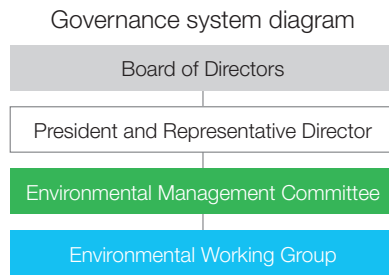 Governance system diagram
Board of Directors
President and Representative Director
Environmental Management Committee
Environmental Working Group